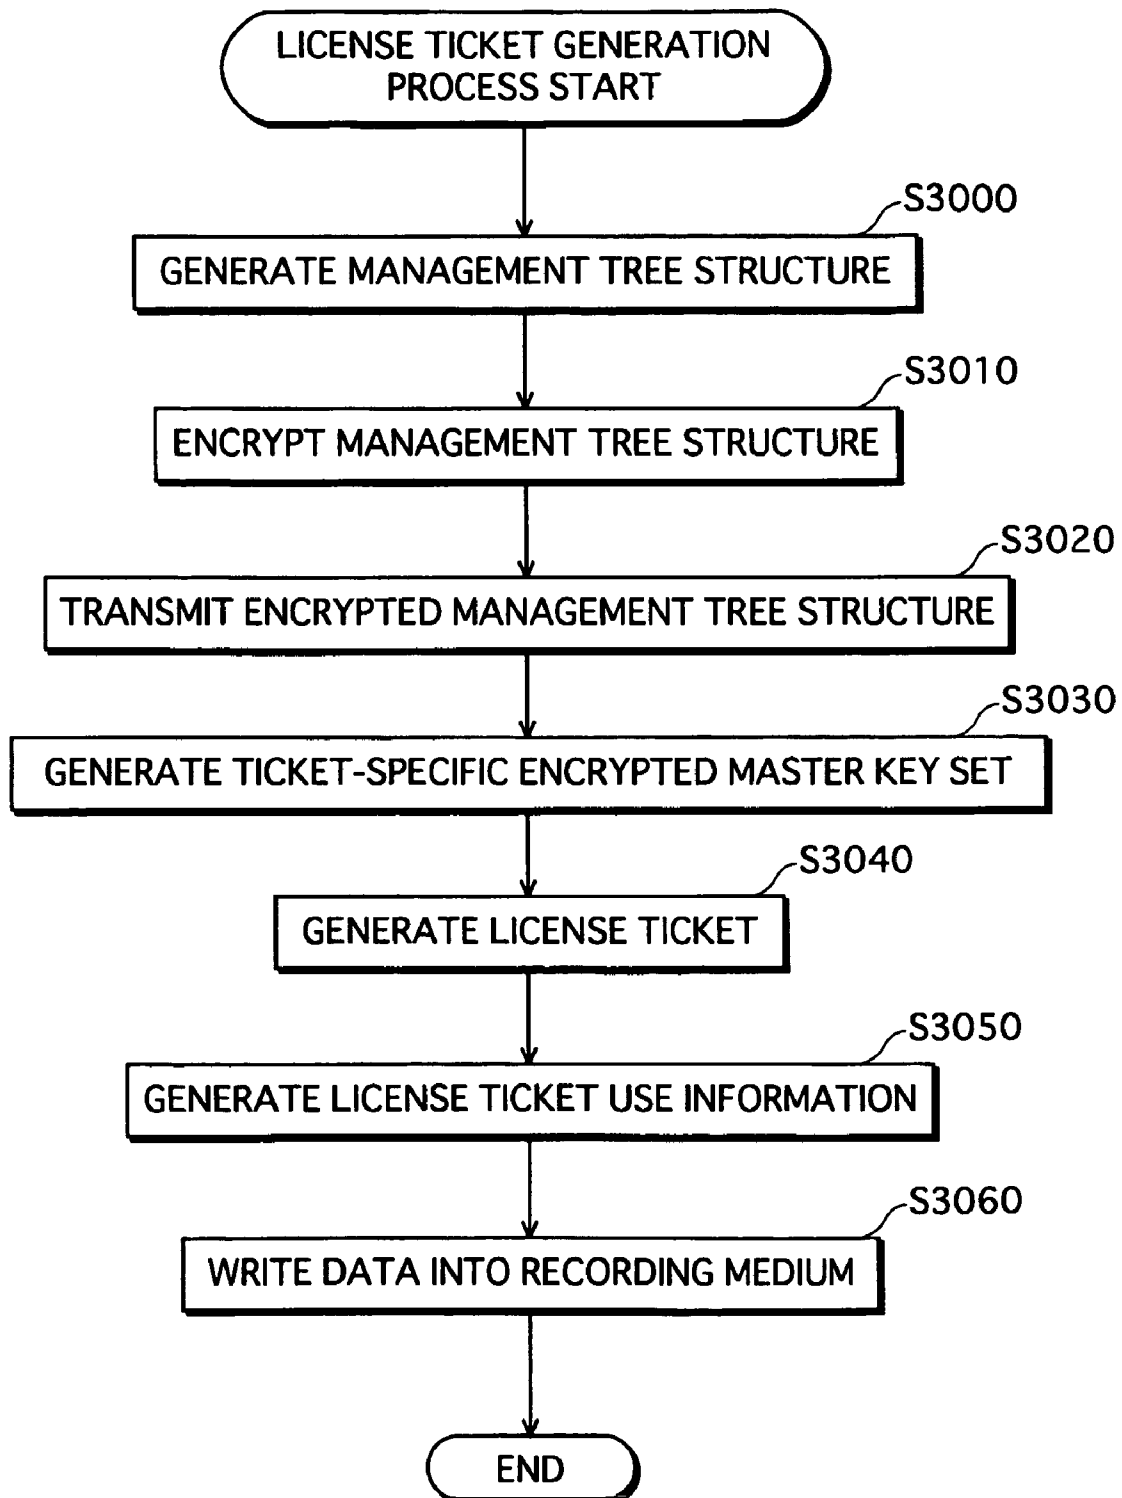 LICENSE TICKET GENERATION
PROCESS START
S3000
GENERATE MANAGEMENT TREE STRUCTURE
S3010
ENCRYPT MANAGEMENT TREE STRUCTURE
S3020
TRANSMIT ENCRYPTED MANAGEMENT TREE STRUCTURE
S3030
GENERATE TICKET-SPECIFIC ENCRYPTED MASTER KEY SET
S3040
GENERATE LICENSE TICKET
S3050
GENERATE LICENSE TICKET USE INFORMATION
S3060
WRITE DATA INTO RECORDING MEDIUM
END